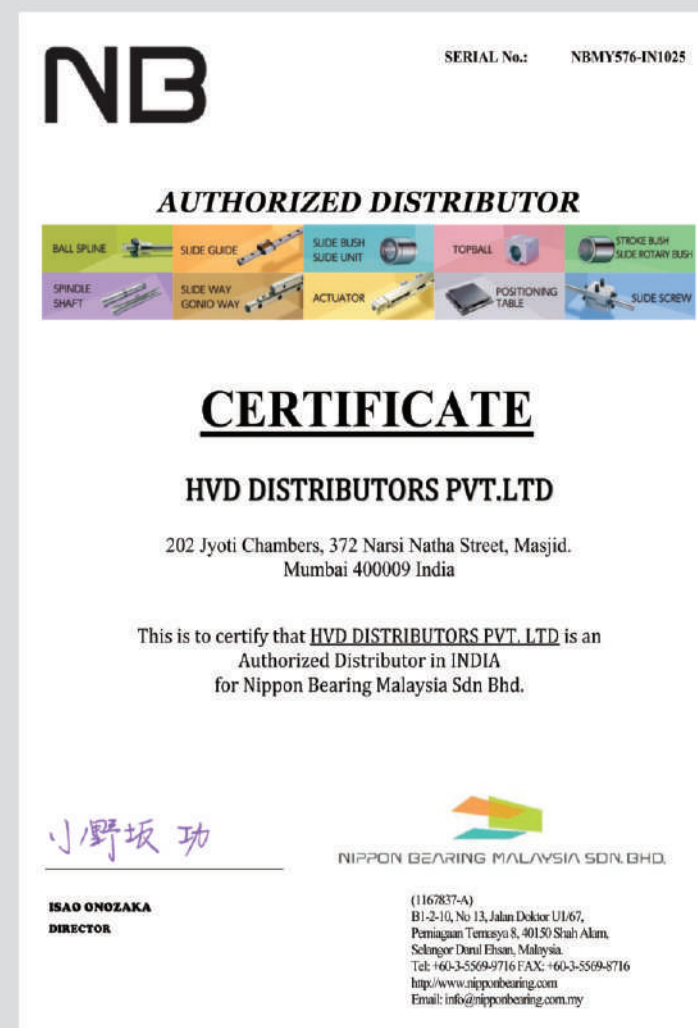 NB
SERIAL No.: NBMY576-IN1025
AUTHORIZED DISTRIBUTOR
BALL SPLINE
SLIDE GUIDE
SLIDE BUSH
SLIDE UNIT
TOPBALL
STROKE BUSH
SLIDE ROTARY BUSH
SPINDLE
SHAFT
SLIDE WAY
GONIO WAY
ACTUATOR
POSITIONING
TABLE
SLIDE SCREW
CERTIFICATE
HVD DISTRIBUTORS PVT.LTD
202 Jyoti Chambers, 372 Narsi Natha Street, Masjid.
Mumbai 400009 India
This is to certify that HVD DISTRIBUTORS PVT. LTD is an
Authorized Distributor in INDIA
for Nippon Bearing Malaysia Sdn Bhd.
小野坂 功
ISAO ONOZAKA
DIRECTOR
NIPPON BEARING MALAYSIA SDN. BHD.
(1167837-A)
B1-2-10, No 13, Jalan Doktor U1/67,
Perniagaan Temasya 8, 40150 Shah Alam,
Selangor Darul Ehsan, Malaysia.
Tel: +60-3-5569-9716 FAX: +60-3-5569-8716
http://www.nipponbearing.com
Email: info@nipponbearing.com.my